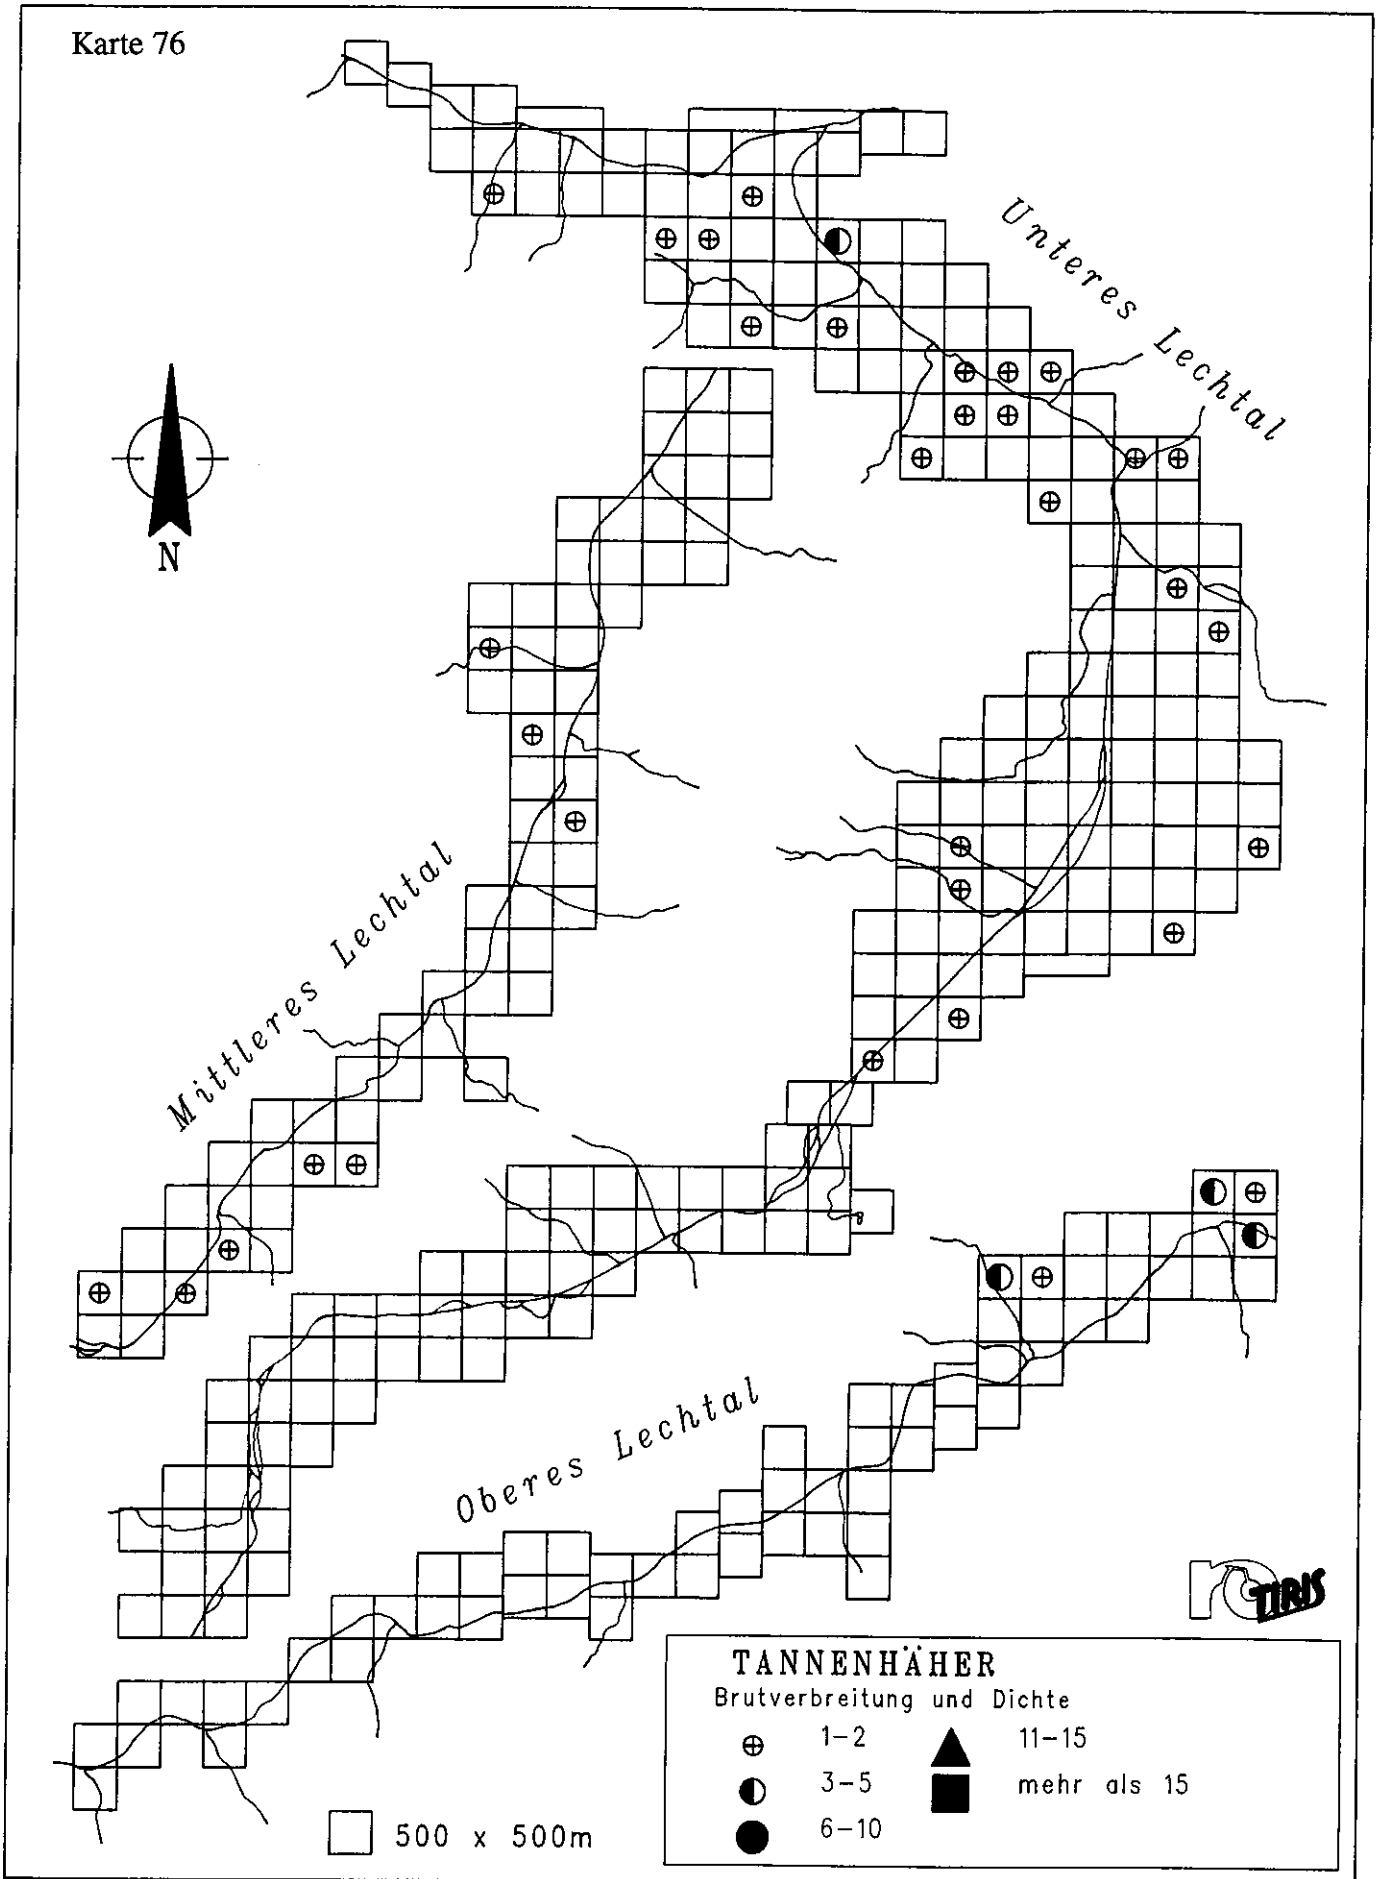 Karte 76
Unteres Lechtal
N
Mittleres Lechtal
Oberes Lechtal
TIRIS
TANNENHÄHER
Brutverbreitung und Dichte
1-2
11-15
3-5
mehr als 15
6-10
500 x 500m